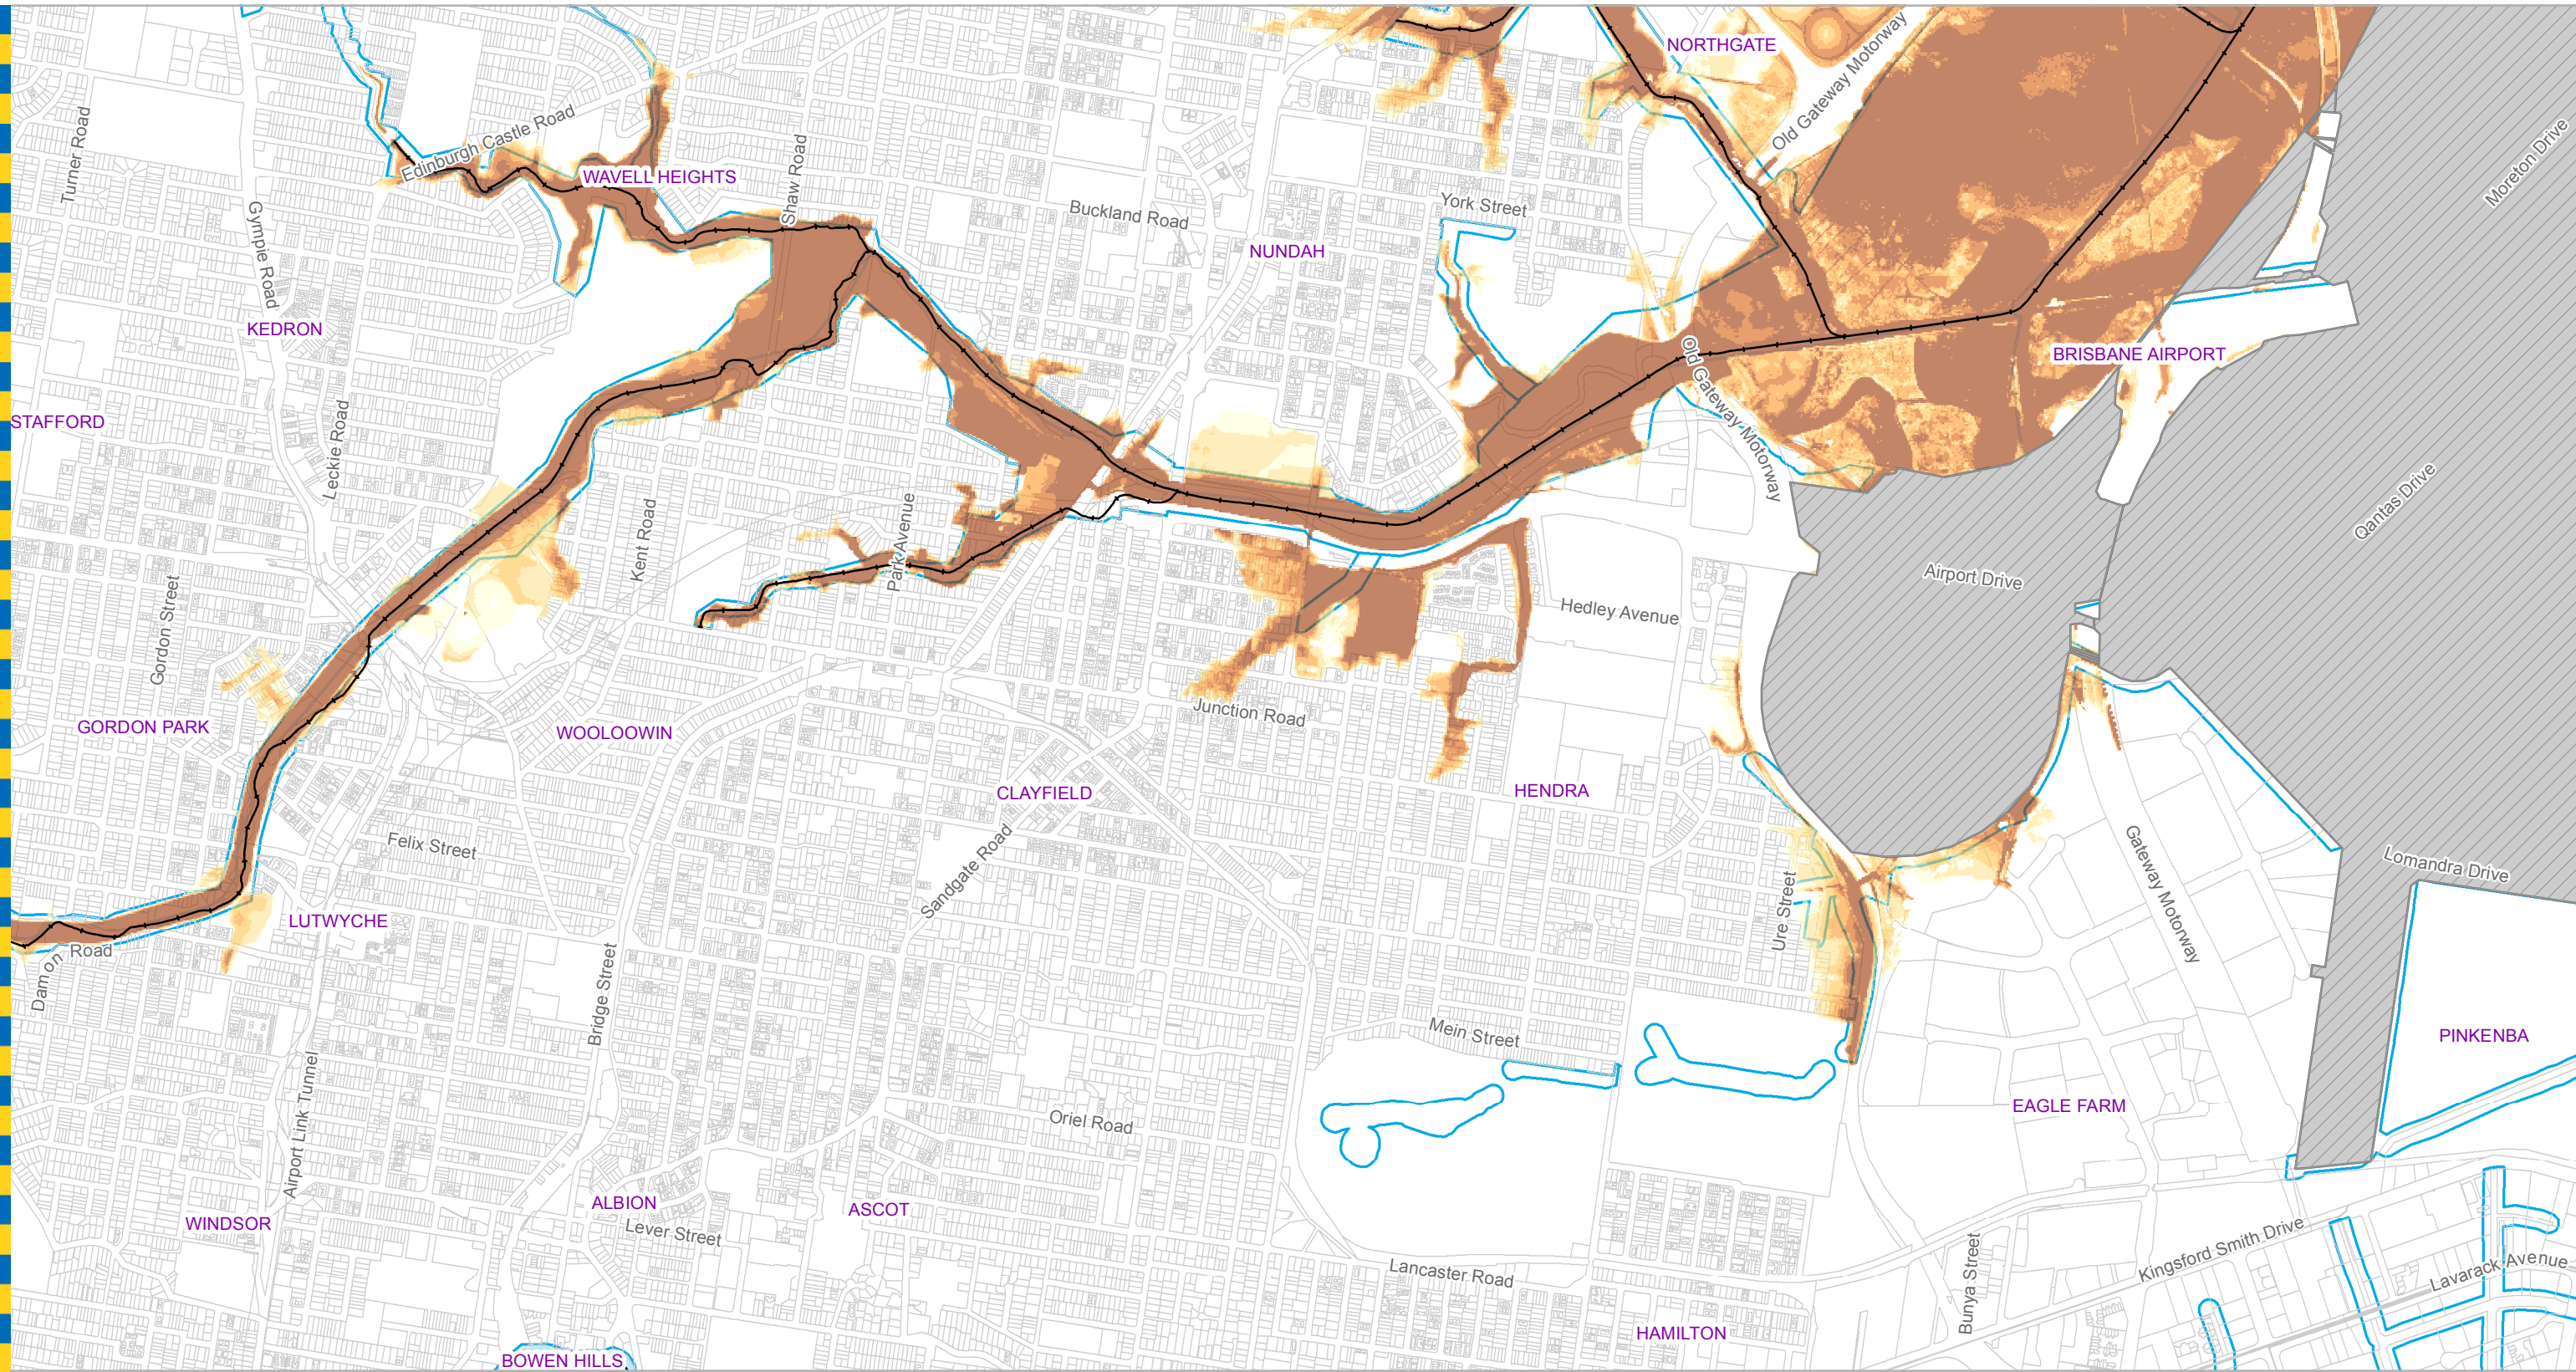 NORTHGATE
Old Gateway Motorway
Edinburgh Castle Road
Turner Road
WAVELL HEIGHTS
Shaw Road
Moreton Drive
York Street
Buckland Road
NUNDAH
Gympie Road
KEDRON
Old Gateway Motorway
BRISBANE AIRPORT
STAFFORD
Leckie Road
Qantas Drive
Kent Road
Park Avenue
Airport Drive
Gordon Street
Hedley Avenue
Junction Road
GORDON PARK
WOOLOOWIN
CLAYFIELD
HENDRA
Felix Street
Sandgate Road
Gateway Motorway
Lomandra Drive
LUTWYCHE
Ure Street
Damon Road
Bridge Street
Mein Street
PINKENBA
EAGLE FARM
Airport Link Tunnel
Oriel Road
ALBION
ASCOT
WINDSOR
Lever Street
Lancaster Road
Kingsford Smith Drive
Lavarack Avenue
Bunya Street
HAMILTON
BOWEN HILLS